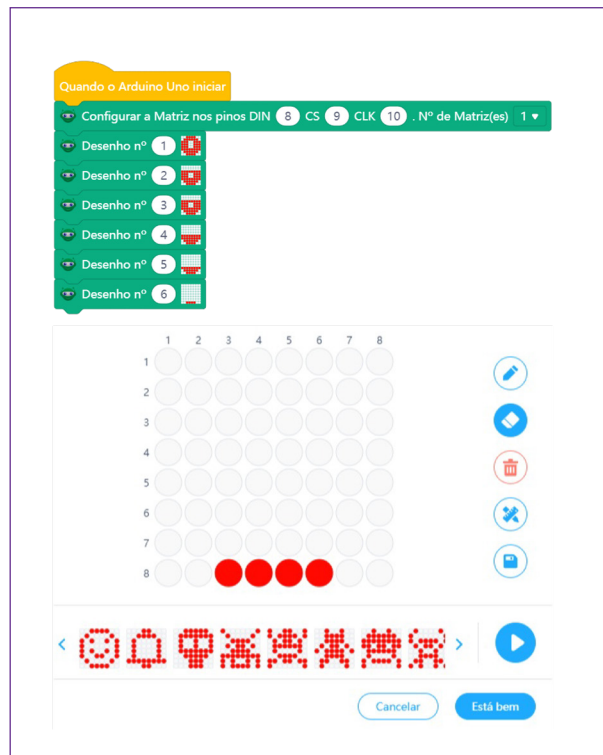 Quando o Arduino Uno iniciar
Configurar a Matriz nos pinos DIN 8 CS 9 CLK 10 . Nº de Matriz(es) 1
Desenho nº 1
Desenho nº 2
Desenho nº 3
Desenho nº 4
Desenho nº 5
Desenho nº 6
1 2 3 4 5 6 7 8
1
2
3
4
5
6
7
8
Cancelar Está bem